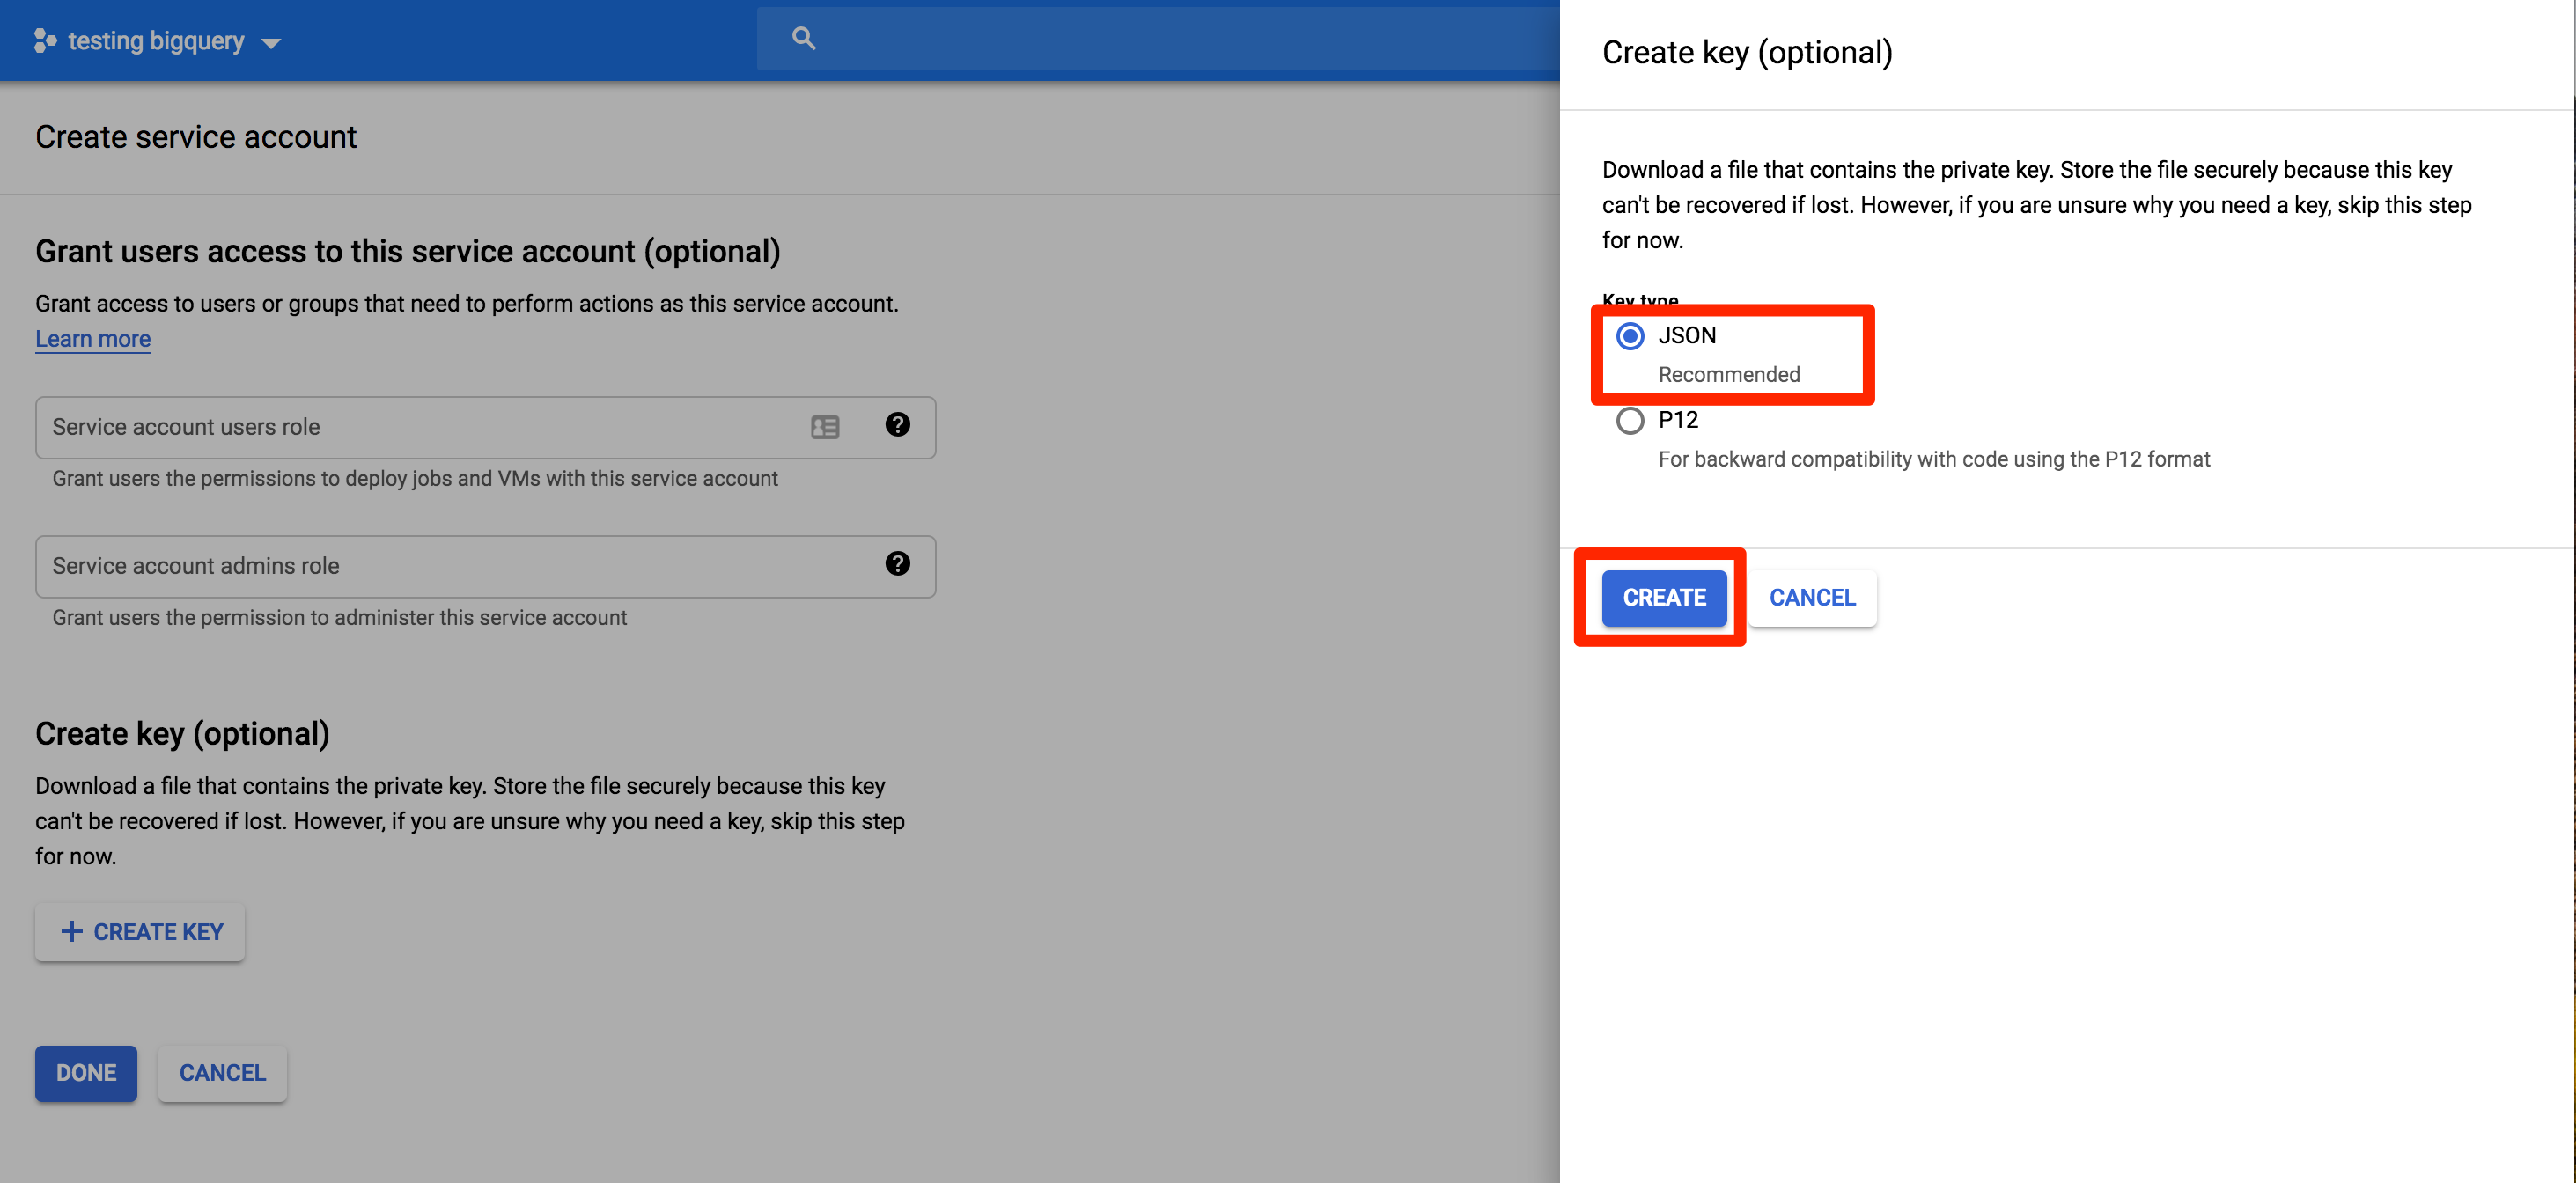 testing bigquery
Create service account
Grant users access to this service account (optional)
Grant access to users or groups that need to perform actions as this service account.
Learn more
Service account users role
Grant users the permissions to deploy jobs and VMs with this service account
Service account admins role
Grant users the permission to administer this service account
Create key (optional)
Download a file that contains the private key. Store the file securely because this key
can't be recovered if lost. However, if you are unsure why you need a key, skip this step
for now.
+ CREATE KEY
DONE CANCEL
Create key (optional)
Download a file that contains the private key. Store the file securely because this key
can't be recovered if lost. However, if you are unsure why you need a key, skip this step
for now.
Key type
JSON
Recommended
P12
For backward compatibility with code using the P12 format
CREATE CANCEL